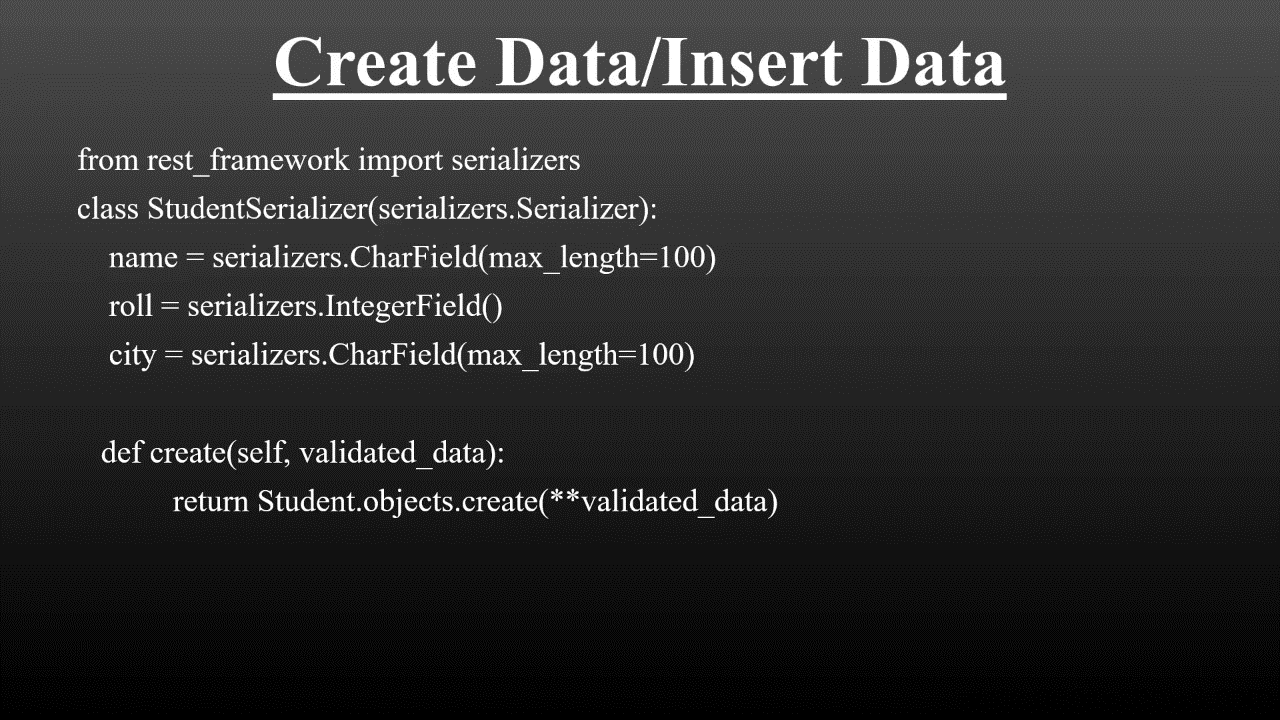 Create Data/Insert Data
from rest_framework import serializers
class StudentSerializer(serializers.Serializer):
name = serializers.CharField(max_length=100)
roll = serializers.IntegerField()
city = serializers.CharField(max_length=100)
def create(self, validated_data):
return Student.objects.create(**validated_data)